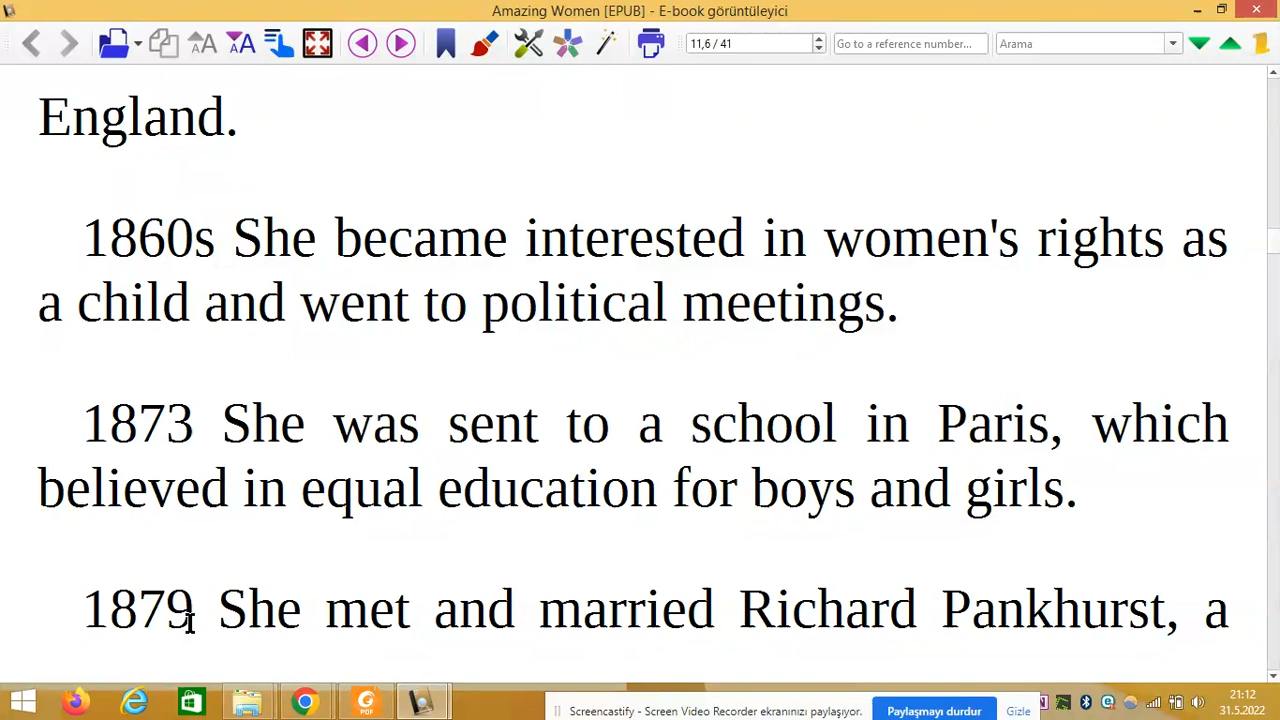 Amazing Women [EPUB] - E-book görüntüleyici
11,6 / 41
Go to a reference number...
Arama
England.
1860s She became interested in women's rights as
a child and went to political meetings.
1873 She was sent to a school in Paris, which
believed in equal education for boys and girls.
1879 She met and married Richard Pankhurst, a
Screencastify - Screen Video Recorder ekranınızı paylaşıyor.
Paylaşmayı durdur
Gizle
21:12
31.5.2022